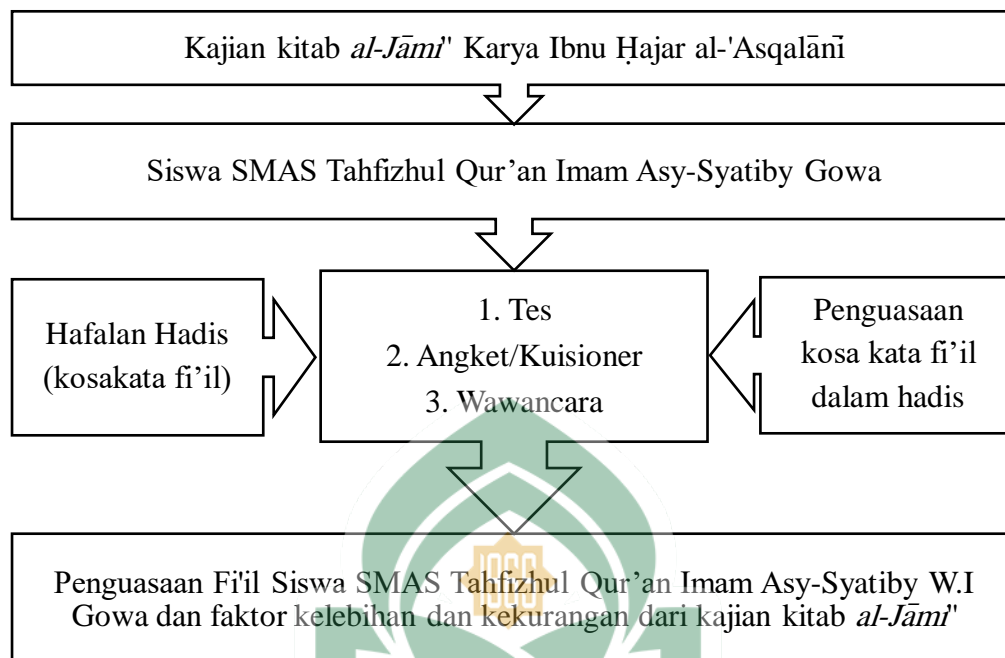 Kajian kitab al-Jāmi" Karya Ibnu Ḥajar al-'Asqalānī
Siswa SMAS Tahfizhul Qur’an Imam Asy-Syatiby Gowa
Hafalan Hadis
(kosakata fi’il)
1. Tes
2. Angket/Kuisioner
3. Wawancara
Penguasaan
kosa kata fi’il
dalam hadis
Penguasaan Fi'il Siswa SMAS Tahfizhul Qur’an Imam Asy-Syatiby W.I
Gowa dan faktor kelebihan dan kekurangan dari kajian kitab al-Jāmi"